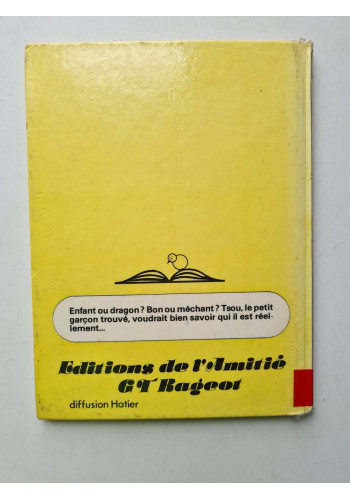 Enfant ou dragon? Bon ou méchant? Tsou, le petit
garçon trouvé, voudrait bien savoir qui il est réel-
lement...
Editions de l'Amitié
GT Rageot
diffusion Hatier